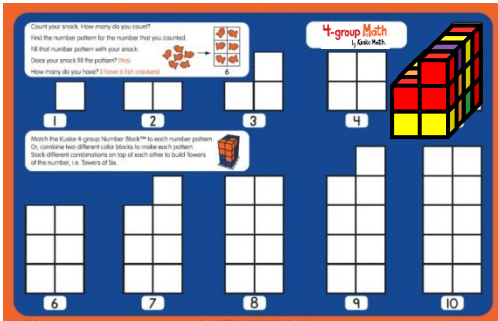 Count your snack. How many do you count?
Find the number pattern for the number that you counted.
Fill that number pattern with your snack.
Does your snack fill the pattern? (Yes)
How many do you have? (I have 6 fish crackers)
6
4-group Math
by Kuske Math
1
2
3
4
Match the Kuske 4-group Number Block™ to each number pattern
Or, combine two different color blocks to make each pattern.
Stack different combinations on top of each other to build Towers
of the number, i.e. Towers of Six.
6
7
8
9
10